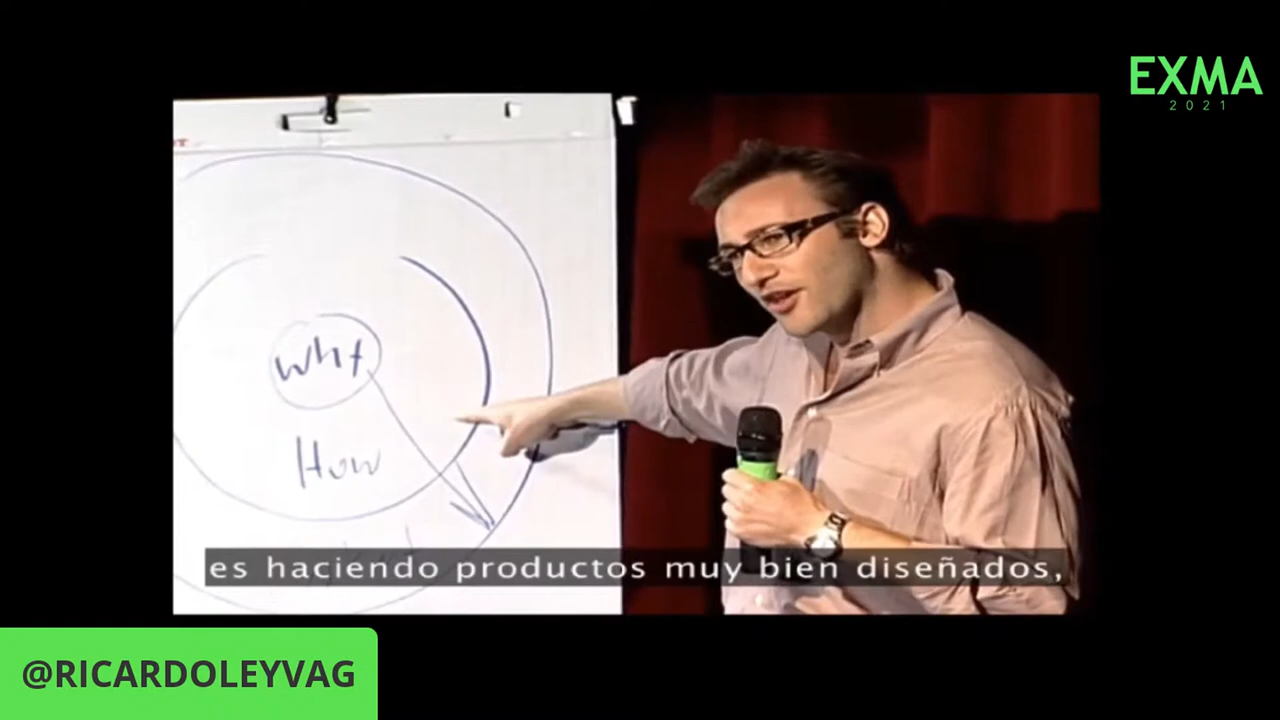 EXMA
2021
Why
How
es haciendo productos muy bien diseñados,
@RICARDOLEYVAG